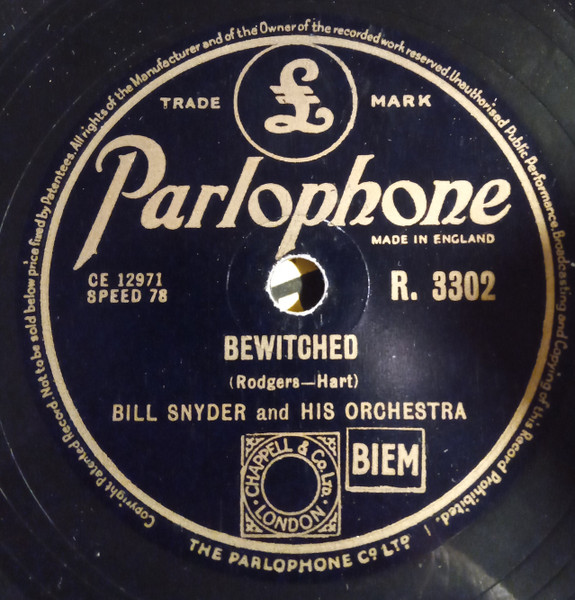 Copyright Patented Record. Not to be sold below price fixed by Patentees. All rights of the Manufacturer and of the Owner of the recorded work reserved. Unauthorised Public Performance, Broadcasting and Copying of this Record Prohibited.
£
TRADE MARK
Parlophone
MADE IN ENGLAND
CE 12971
SPEED 78
R. 3302
BEWITCHED
(Rodgers—Hart)
BILL SNYDER and HIS ORCHESTRA
CHAPPELL & Co. Ltd. LONDON
BIEM
THE PARLOPHONE Co LTD